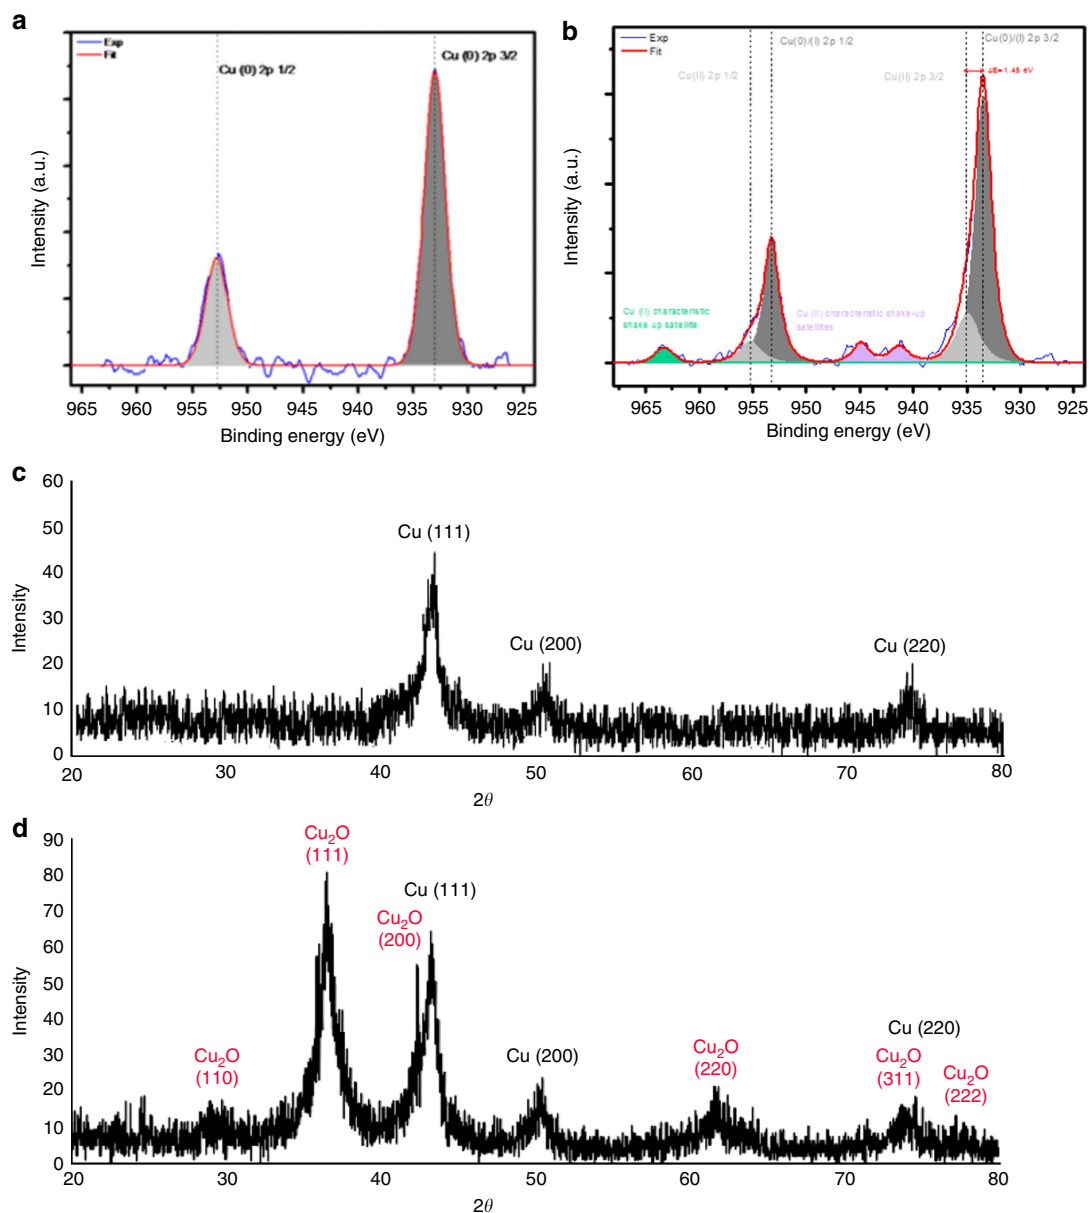 a
Exp
Fit
Cu (0) 2p 1/2
Cu (0) 2p 3/2
Intensity (a.u.)
965 960 955 950 945 940 935 930 925
Binding energy (eV)
b
Exp
Fit
Cu(0)/(I) 2p 1/2
Cu(0)/(I) 2p 3/2
Cu(II) 2p 1/2
Cu(II) 2p 3/2
ΔE=1.45 eV
Cu (II) characteristic
shake up satellite
Cu (II) characteristic shake-up
satellites
Intensity (a.u.)
965 960 955 950 945 940 935 930 925
Binding energy (eV)
c
60
50
40
30
20
10
0
Intensity
Cu (111)
Cu (200)
Cu (220)
20 30 40 50 60 70 80
2θ
d
90
80
70
60
50
40
30
20
10
0
Intensity
Cu₂O
(111)
Cu (111)
Cu₂O
(200)
Cu₂O
(110)
Cu (200)
Cu₂O
(220)
Cu (220)
Cu₂O
(311)
Cu₂O
(222)
20 30 40 50 60 70 80
2θ